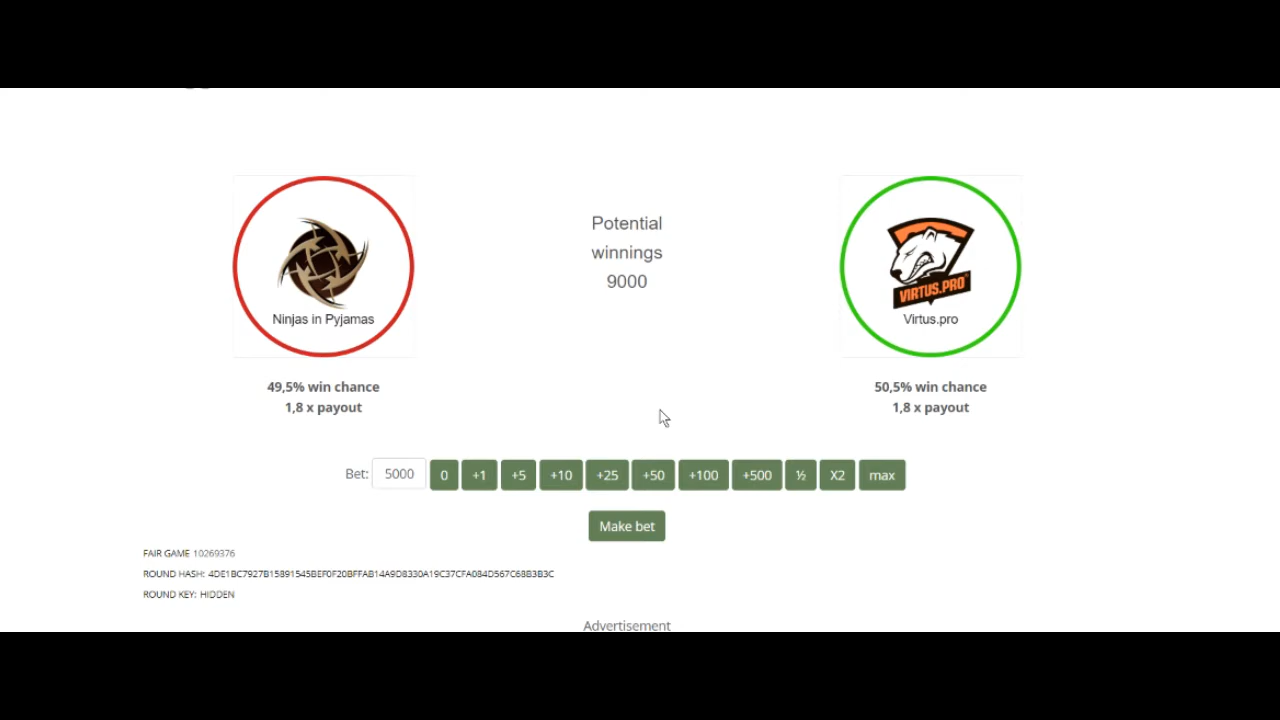 Potential
winnings
9000
Ninjas in Pyjamas
VIRTUS.PRO
Virtus.pro
49,5% win chance
1,8 x payout
50,5% win chance
1,8 x payout
Bet: 5000 0 +1 +5 +10 +25 +50 +100 +500 ½ X2 max
Make bet
FAIR GAME 10269376
ROUND HASH: 4DE1BC7927B15891545BEF0F20BFFAB14A9D8330A19C37CFA084D567C68B3B3C
ROUND KEY: HIDDEN
Advertisement